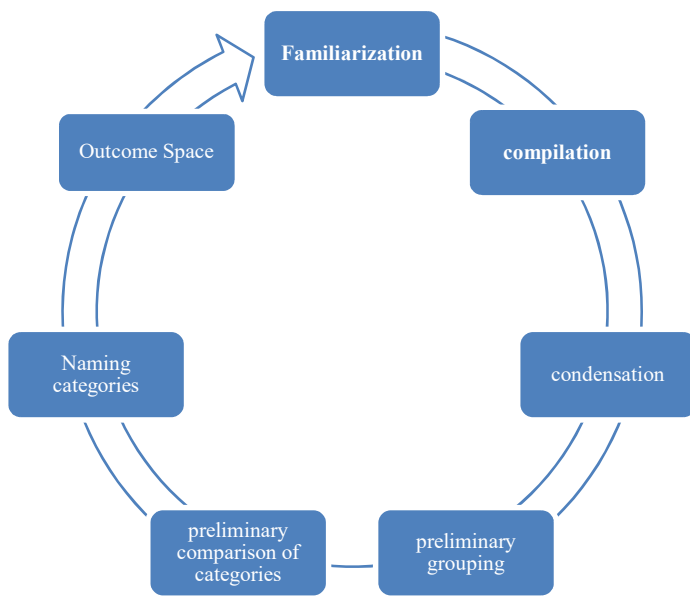 Familiarization
compilation
condensation
preliminary
grouping
preliminary
comparison of
categories
Naming
categories
Outcome Space